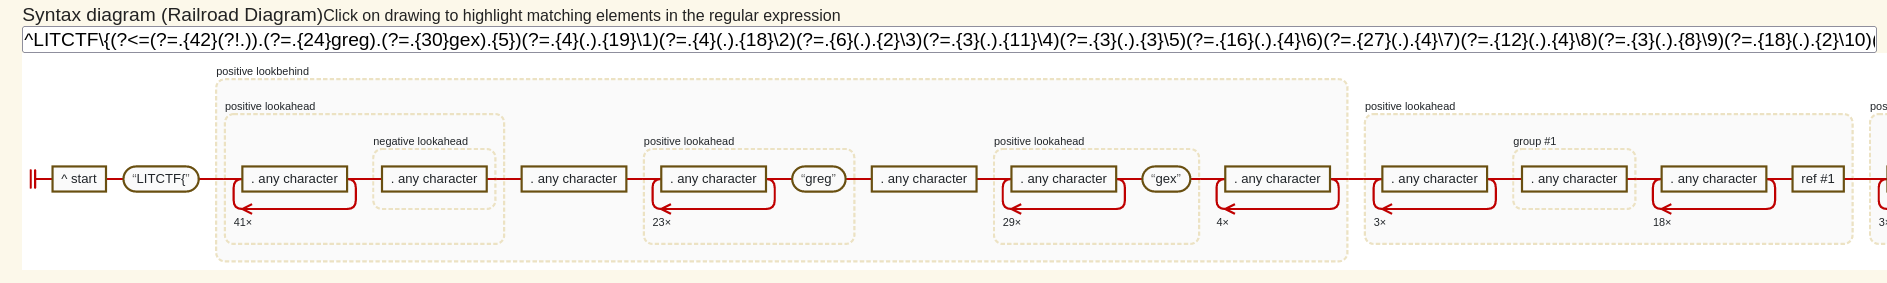 Syntax diagram (Railroad Diagram)Click on drawing to highlight matching elements in the regular expression
^LITCTF\{(?<=(?=.{42}(?!.)).(?=.{24}greg).(?=.{30}gex).{5})(?=.{4}(.).{19}\1)(?=.{4}(.).{18}\2)(?=.{6}(.).{2}\3)(?=.{3}(.).{11}\4)(?=.{3}(.).{3}\5)(?=.{16}(.).{4}\6)(?=.{27}(.).{4}\7)(?=.{12}(.).{4}\8)(?=.{3}(.).{8}\9)(?=.{18}(.).{2}\10)(
positive lookbehind
positive lookahead positive lookahead pos
negative lookahead positive lookahead positive lookahead group #1
^ start “LITCTF{” . any character . any character . any character . any character “greg” . any character . any character “gex” . any character . any character . any character . any character ref #1
41× 23× 29× 4× 3× 18× 3×